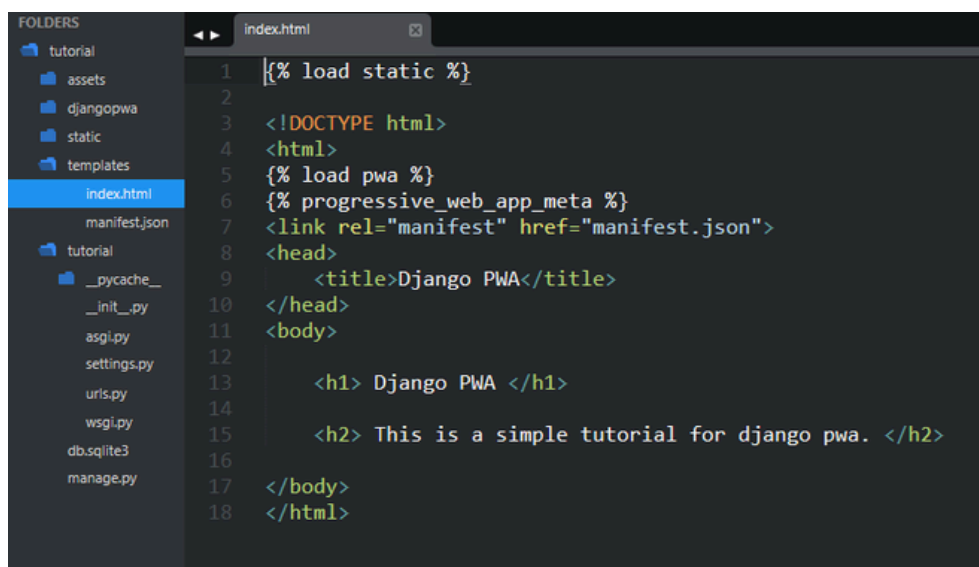 FOLDERS
tutorial
assets
djangopwa
static
templates
index.html
manifest.json
tutorial
__pycache__
__init__.py
asgi.py
settings.py
urls.py
wsgi.py
db.sqlite3
manage.py
index.html
1 {% load static %}
2
3 <!DOCTYPE html>
4 <html>
5 {% load pwa %}
6 {% progressive_web_app_meta %}
7 <link rel="manifest" href="manifest.json">
8 <head>
9     <title>Django PWA</title>
10 </head>
11 <body>
12
13     <h1> Django PWA </h1>
14
15     <h2> This is a simple tutorial for django pwa. </h2>
16
17 </body>
18 </html>